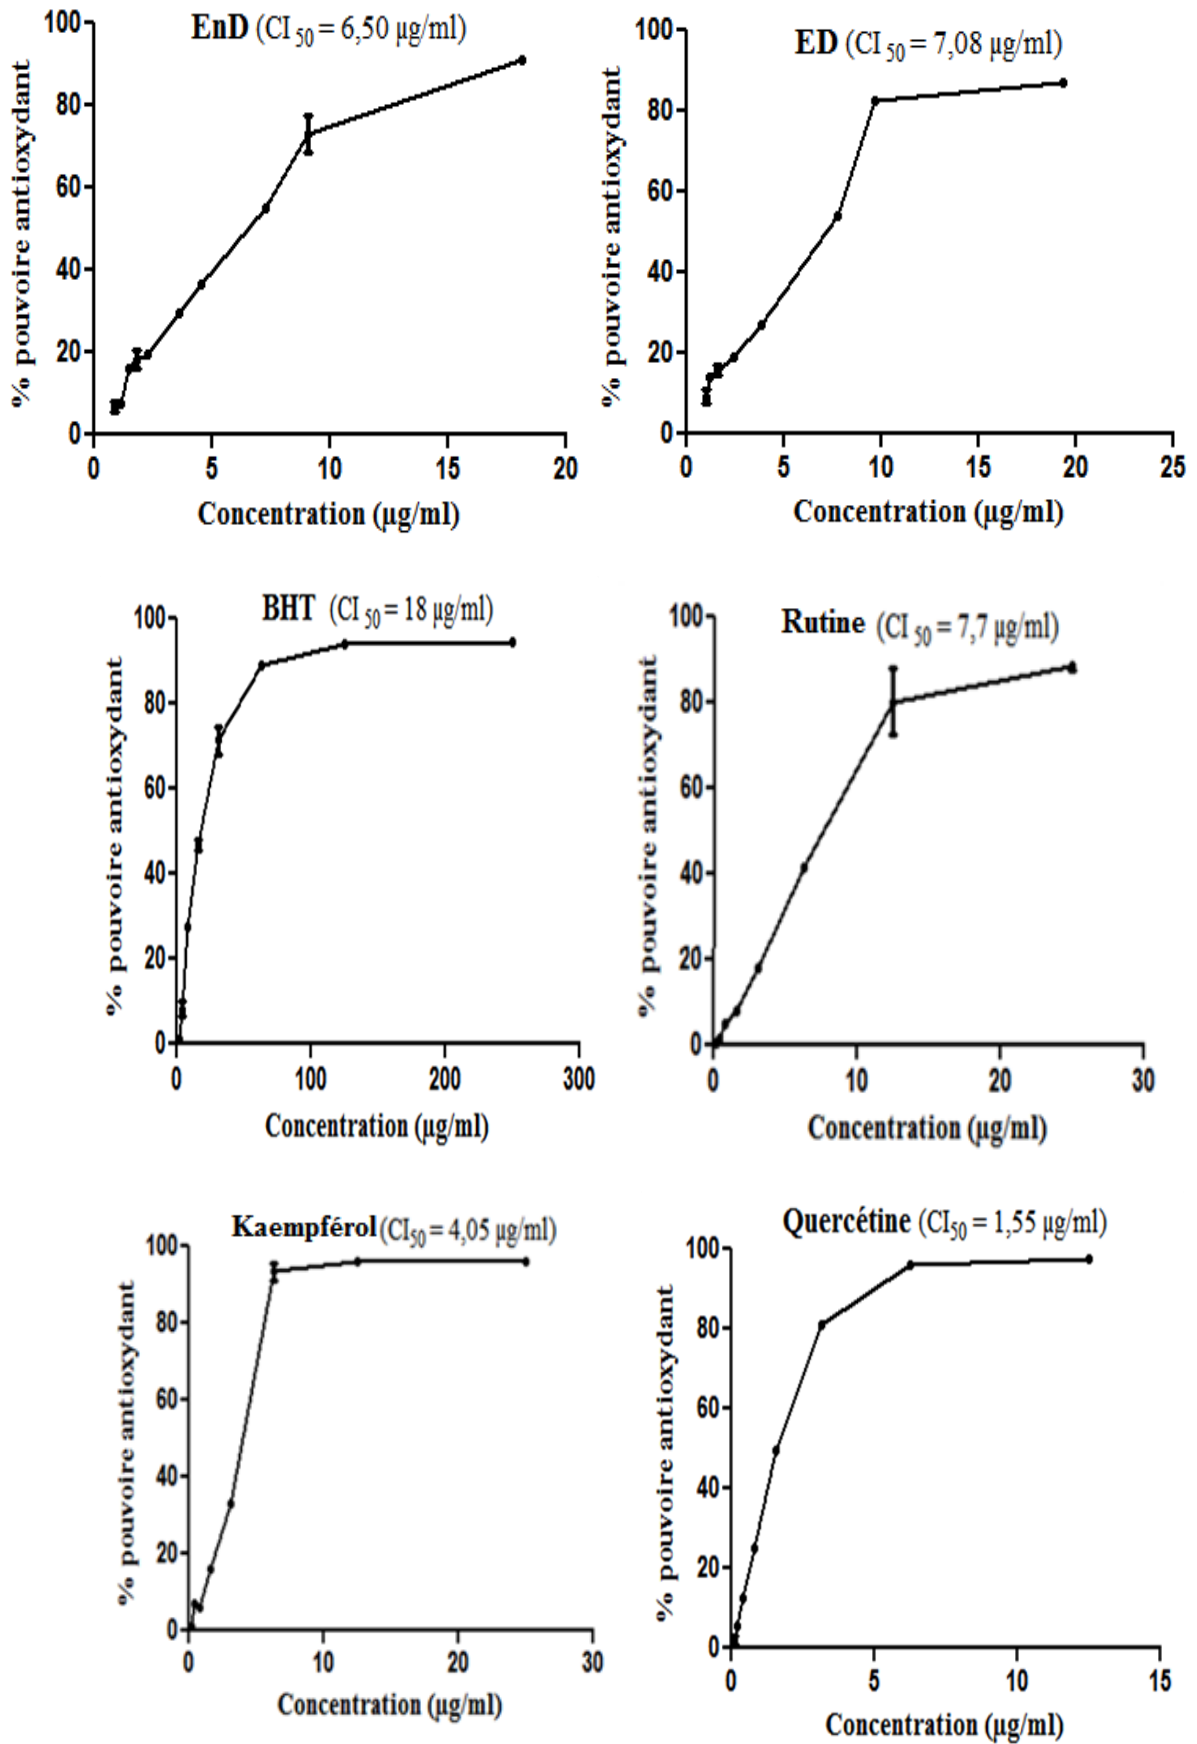 EnD (CI 50 = 6,50 µg/ml)
% pouvoire antioxydant
100
80
60
40
20
0
0 5 10 15 20
Concentration (µg/ml)
ED (CI 50 = 7,08 µg/ml)
% pouvoire antioxydant
100
80
60
40
20
0
0 5 10 15 20 25
Concentration (µg/ml)
BHT (CI 50 = 18 µg/ml)
% pouvoire antioxydant
100
80
60
40
20
0
0 100 200 300
Concentration (µg/ml)
Rutine (CI 50 = 7,7 µg/ml)
% pouvoire antioxydant
100
80
60
40
20
0
0 10 20 30
Concentration (µg/ml)
Kaempférol (CI50 = 4,05 µg/ml)
% pouvoire antioxydant
100
80
60
40
20
0
0 10 20 30
Concentration (µg/ml)
Quercétine (CI50 = 1,55 µg/ml)
% pouvoire antioxydant
100
80
60
40
20
0
0 5 10 15
Concentration (µg/ml)